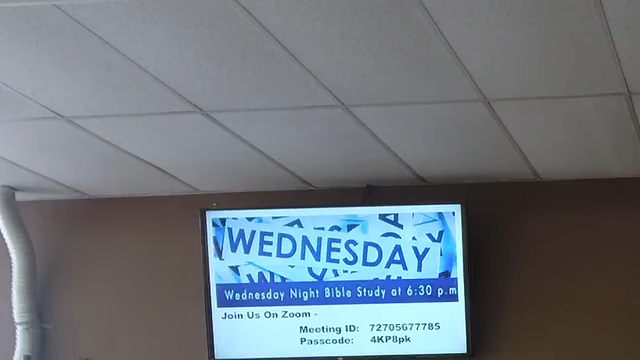 WEDNESDAY
Wednesday Night Bible Study at 6:30 p.m
Join Us On Zoom -
Meeting ID: 72705677785
Passcode: 4KP8pk